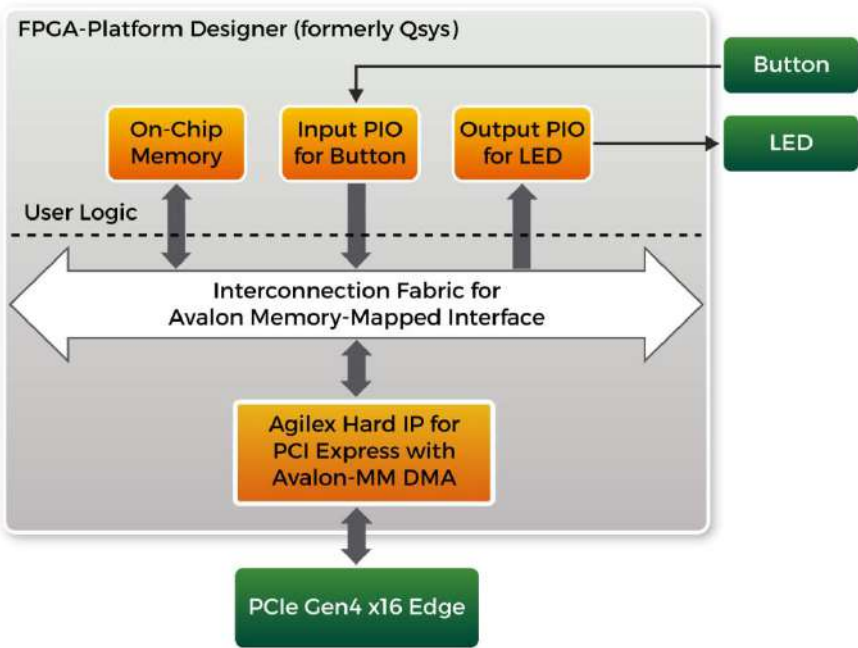 FPGA-Platform Designer (formerly Qsys)
Button
LED
On-Chip
Memory
Input PIO
for Button
Output PIO
for LED
User Logic
Interconnection Fabric for
Avalon Memory-Mapped Interface
Agilex Hard IP for
PCI Express with
Avalon-MM DMA
PCIe Gen4 x16 Edge